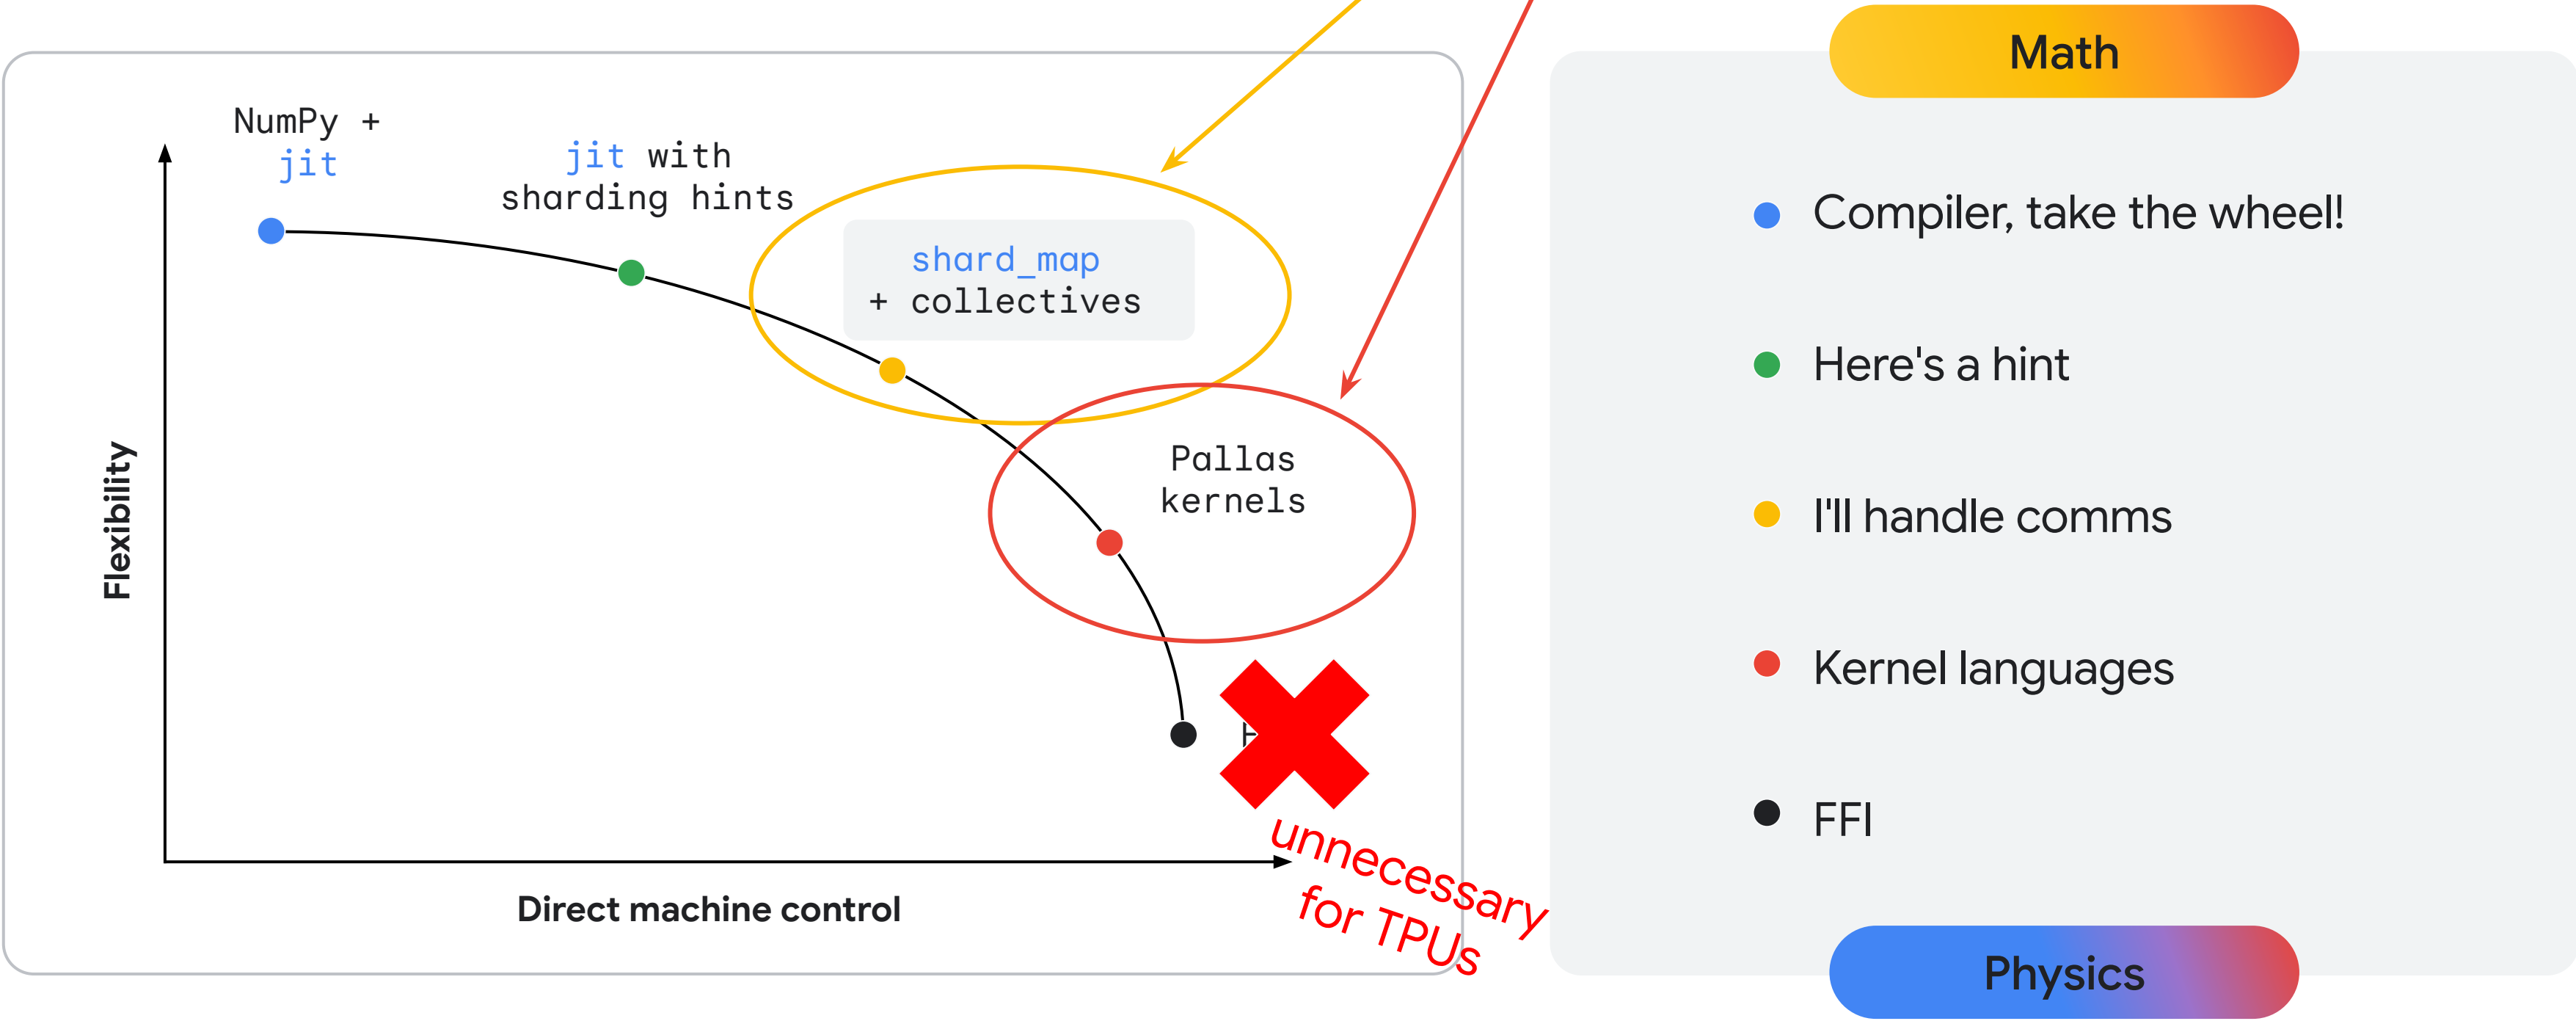 NumPy +
jit
jit with
sharding hints
shard_map
+ collectives
Pallas
kernels
Flexibility
Direct machine control
unnecessary
for TPUs
Math
Compiler, take the wheel!
Here's a hint
I'll handle comms
Kernel languages
FFI
Physics